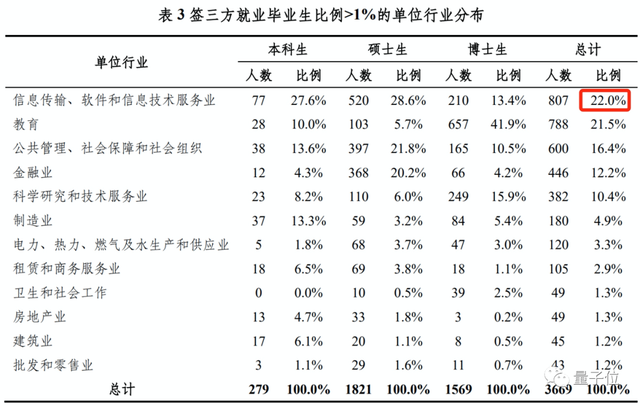 表 3 签三方就业毕业生比例>1%的单位行业分布
单位行业 本科生 硕士生 博士生 总计
人数 比例 人数 比例 人数 比例 人数 比例
信息传输、软件和信息技术服务业 77 27.6% 520 28.6% 210 13.4% 807 22.0%
教育 28 10.0% 103 5.7% 657 41.9% 788 21.5%
公共管理、社会保障和社会组织 38 13.6% 397 21.8% 165 10.5% 600 16.4%
金融业 12 4.3% 368 20.2% 66 4.2% 446 12.2%
科学研究和技术服务业 23 8.2% 110 6.0% 249 15.9% 382 10.4%
制造业 37 13.3% 59 3.2% 84 5.4% 180 4.9%
电力、热力、燃气及水生产和供应业 5 1.8% 68 3.7% 47 3.0% 120 3.3%
租赁和商务服务业 18 6.5% 69 3.8% 18 1.1% 105 2.9%
卫生和社会工作 0 0.0% 10 0.5% 39 2.5% 49 1.3%
房地产业 13 4.7% 33 1.8% 3 0.2% 49 1.3%
建筑业 17 6.1% 20 1.1% 8 0.5% 45 1.2%
批发和零售业 3 1.1% 29 1.6% 11 0.7% 43 1.2%
总计 279 100.0% 1821 100.0% 1569 100.0% 3669 100.0%
量子位